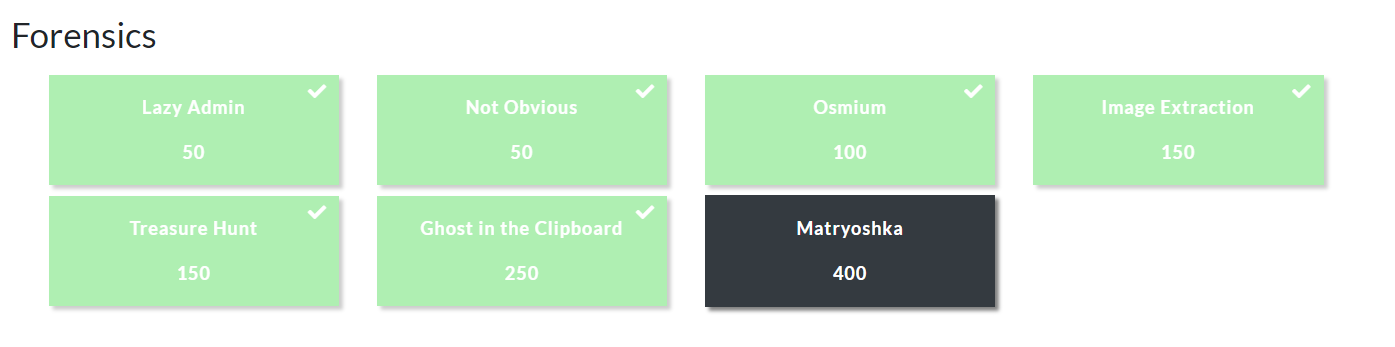 Forensics
Lazy Admin
50
Not Obvious
50
Osmium
100
Image Extraction
150
Treasure Hunt
150
Ghost in the Clipboard
250
Matryoshka
400